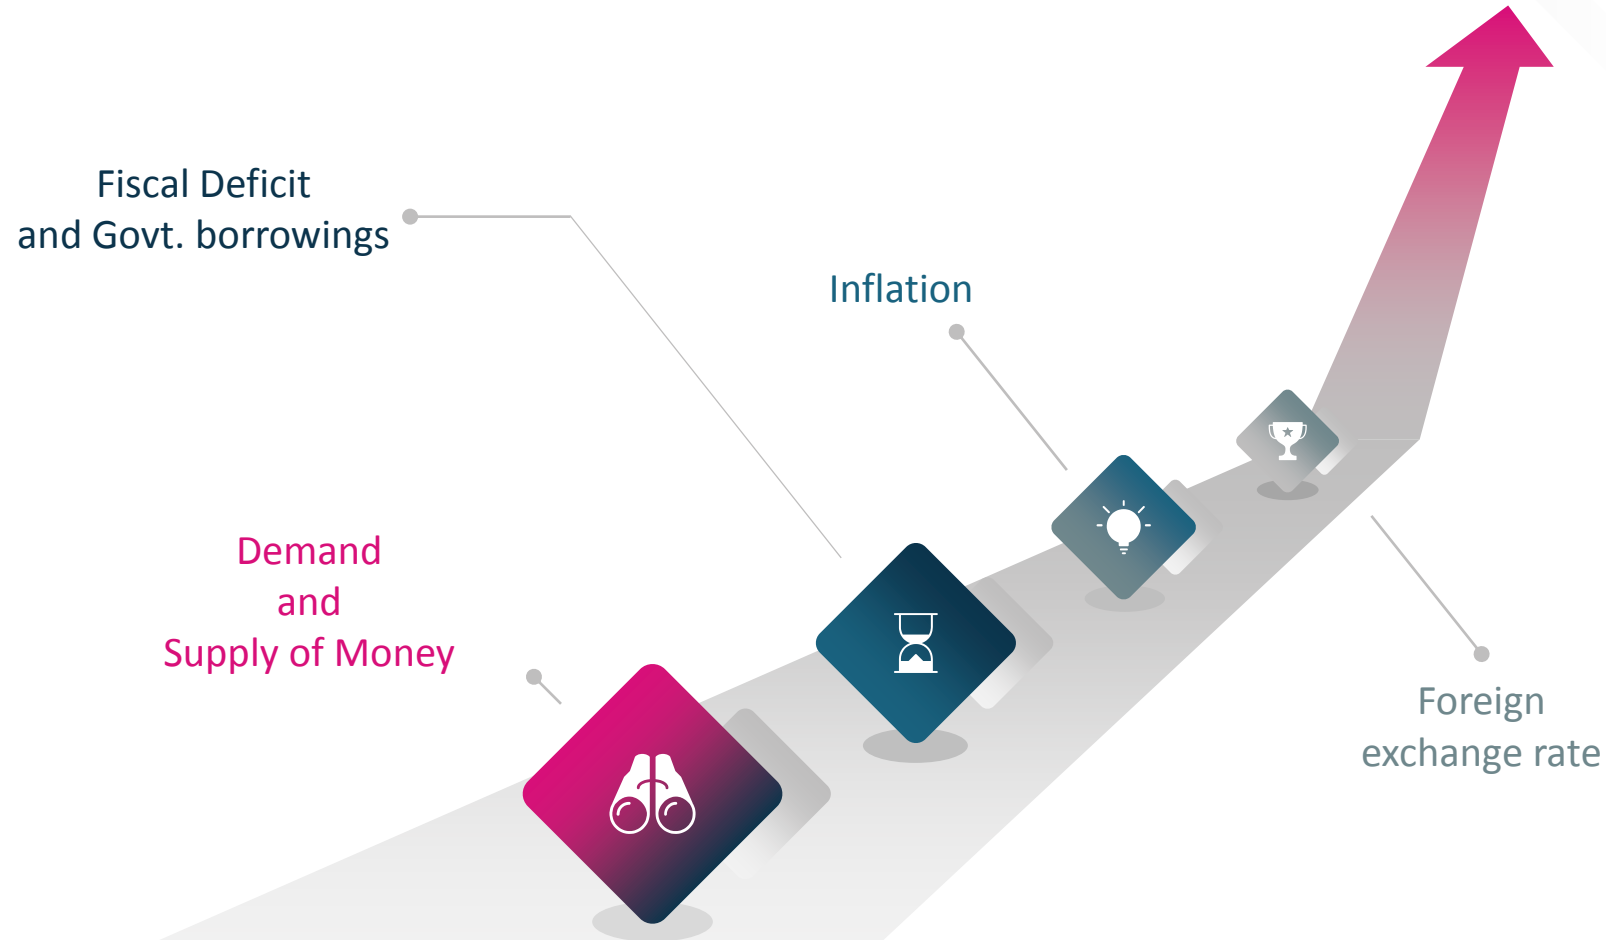 Fiscal Deficit
and Govt. borrowings
Inflation
Demand
and
Supply of Money
Foreign
exchange rate